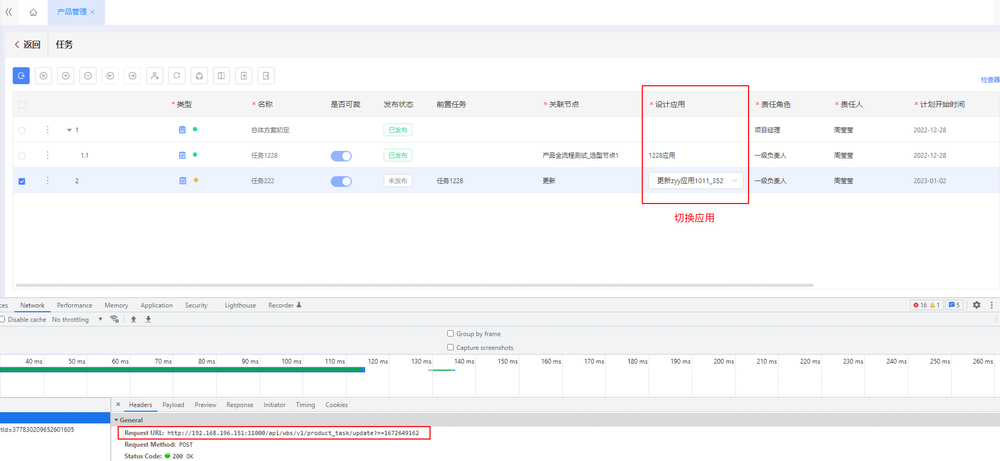 产品管理
返回 任务
检查器
* 类型 * 名称 是否可裁 发布状态 前置任务 * 关联节点 * 设计应用 * 责任角色 * 责任人 * 计划开始时间
1 总体方案初定 已发布 项目经理 周莹莹 2022-12-28
1.1 任务1228 已发布 产品全流程测试_选型节点1 1228应用 一级负责人 周莹莹 2022-12-28
2 任务222 未发布 任务1228 更新 更新zyy应用1011_352 一级负责人 周莹莹 2023-01-02
切换应用
ces Network Performance Memory Application Security Lighthouse Recorder 16 1 5
Disable cache No throttling
Group by frame
Capture screenshots
40 ms 50 ms 60 ms 70 ms 80 ms 90 ms 100 ms 110 ms 120 ms 130 ms 140 ms 150 ms 160 ms 170 ms 180 ms 190 ms 200 ms 210 ms 220 ms 230 ms 240 ms 250 ms 260 ms
× Headers Payload Preview Response Initiator Timing Cookies
General
ctId=377830209652601605
Request URL: http://192.168.196.151:11000/api/wbs/v1/product_task/update?n=1672649162
Request Method: POST
Status Code: 200 OK